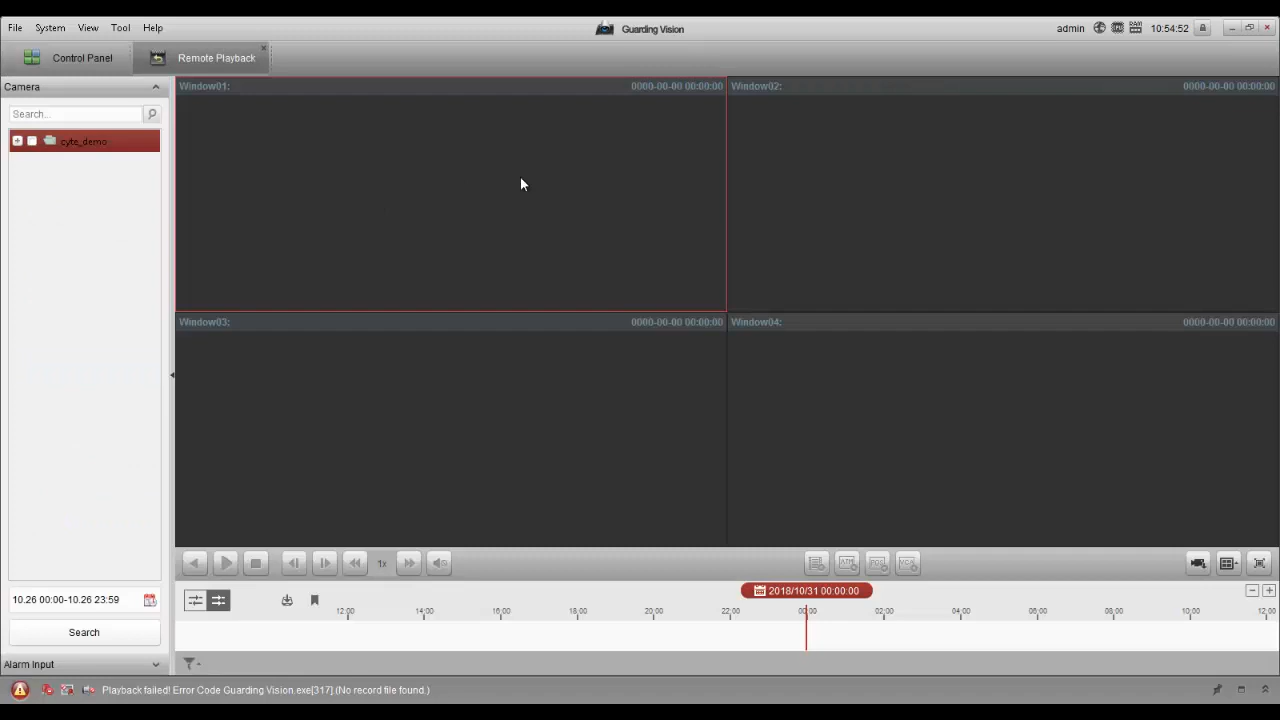 File System View Tool Help
Guarding Vision
admin 10:54:52
Control Panel
Remote Playback
Camera
Search...
cyte_demo
Window01: 0000-00-00 00:00:00
Window02: 0000-00-00 00:00:00
Window03: 0000-00-00 00:00:00
Window04: 0000-00-00 00:00:00
1x
ATM POS VCA
10.26 00:00-10.26 23:59
2018/10/31 00:00:00
12:00 14:00 16:00 18:00 20:00 22:00 00:00 02:00 04:00 06:00 08:00 10:00 12:00
Search
Alarm Input
Playback failed! Error Code Guarding Vision.exe[317].(No record file found.)